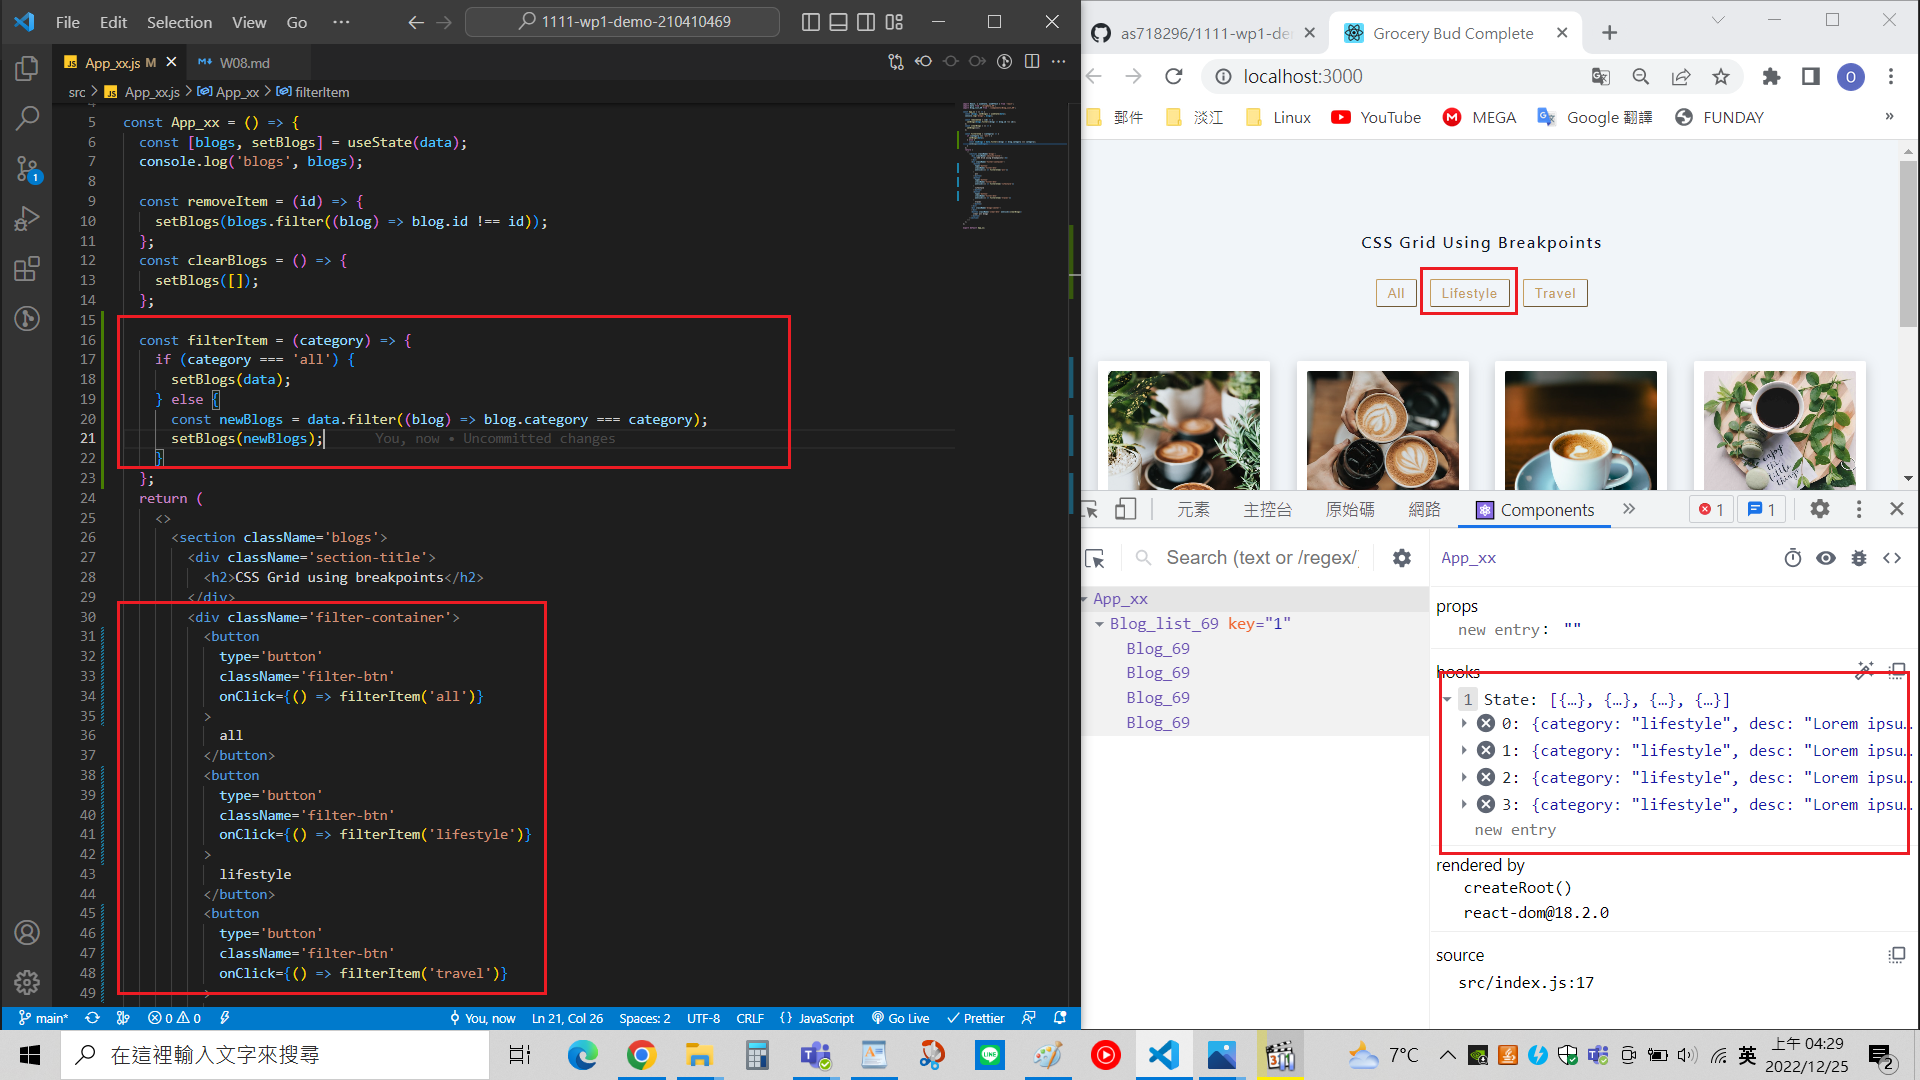 File Edit Selection View Go ···
1111-wp1-demo-210410469
App_xx.js M
W08.md
src > App_xx.js > App_xx > filterItem
4
5 const App_xx = () => {
6 const [blogs, setBlogs] = useState(data);
7 console.log('blogs', blogs);
8
9 const removeItem = (id) => {
10 setBlogs(blogs.filter((blog) => blog.id !== id));
11 };
12 const clearBlogs = () => {
13 setBlogs([]);
14 };
15
16 const filterItem = (category) => {
17 if (category === 'all') {
18 setBlogs(data);
19 } else {
20 const newBlogs = data.filter((blog) => blog.category === category);
21 setBlogs(newBlogs); You, now • Uncommitted changes
22 }
23 };
24 return (
25 <>
26 <section className='blogs'>
27 <div className='section-title'>
28 <h2>CSS Grid using breakpoints</h2>
29 </div>
30 <div className='filter-container'>
31 <button
32 type='button'
33 className='filter-btn'
34 onClick={() => filterItem('all')}
35 >
36 all
37 </button>
38 <button
39 type='button'
40 className='filter-btn'
41 onClick={() => filterItem('lifestyle')}
42 >
43 lifestyle
44 </button>
45 <button
46 type='button'
47 className='filter-btn'
48 onClick={() => filterItem('travel')}
49 >
main* 0 0 You, now Ln 21, Col 26 Spaces: 2 UTF-8 CRLF {} JavaScript Go Live Prettier
as718296/1111-wp1-de
Grocery Bud Complete
localhost:3000
O
郵件 淡江 Linux YouTube MEGA Google 翻譯 FUNDAY »
CSS Grid Using Breakpoints
All Lifestyle Travel
元素 主控台 原始碼 網路 Components » 1 1
Search (text or /regex/)
App_xx
App_xx
Blog_list_69 key="1"
Blog_69
Blog_69
Blog_69
Blog_69
props
new entry: ""
hooks
1 State: [{…}, {…}, {…}, {…}]
0: {category: "lifestyle", desc: "Lorem ipsu…
1: {category: "lifestyle", desc: "Lorem ipsu…
2: {category: "lifestyle", desc: "Lorem ipsu…
3: {category: "lifestyle", desc: "Lorem ipsu…
new entry
rendered by
createRoot()
react-dom@18.2.0
source
src/index.js:17
在這裡輸入文字來搜尋
7°C
英
上午 04:29
2022/12/25
2